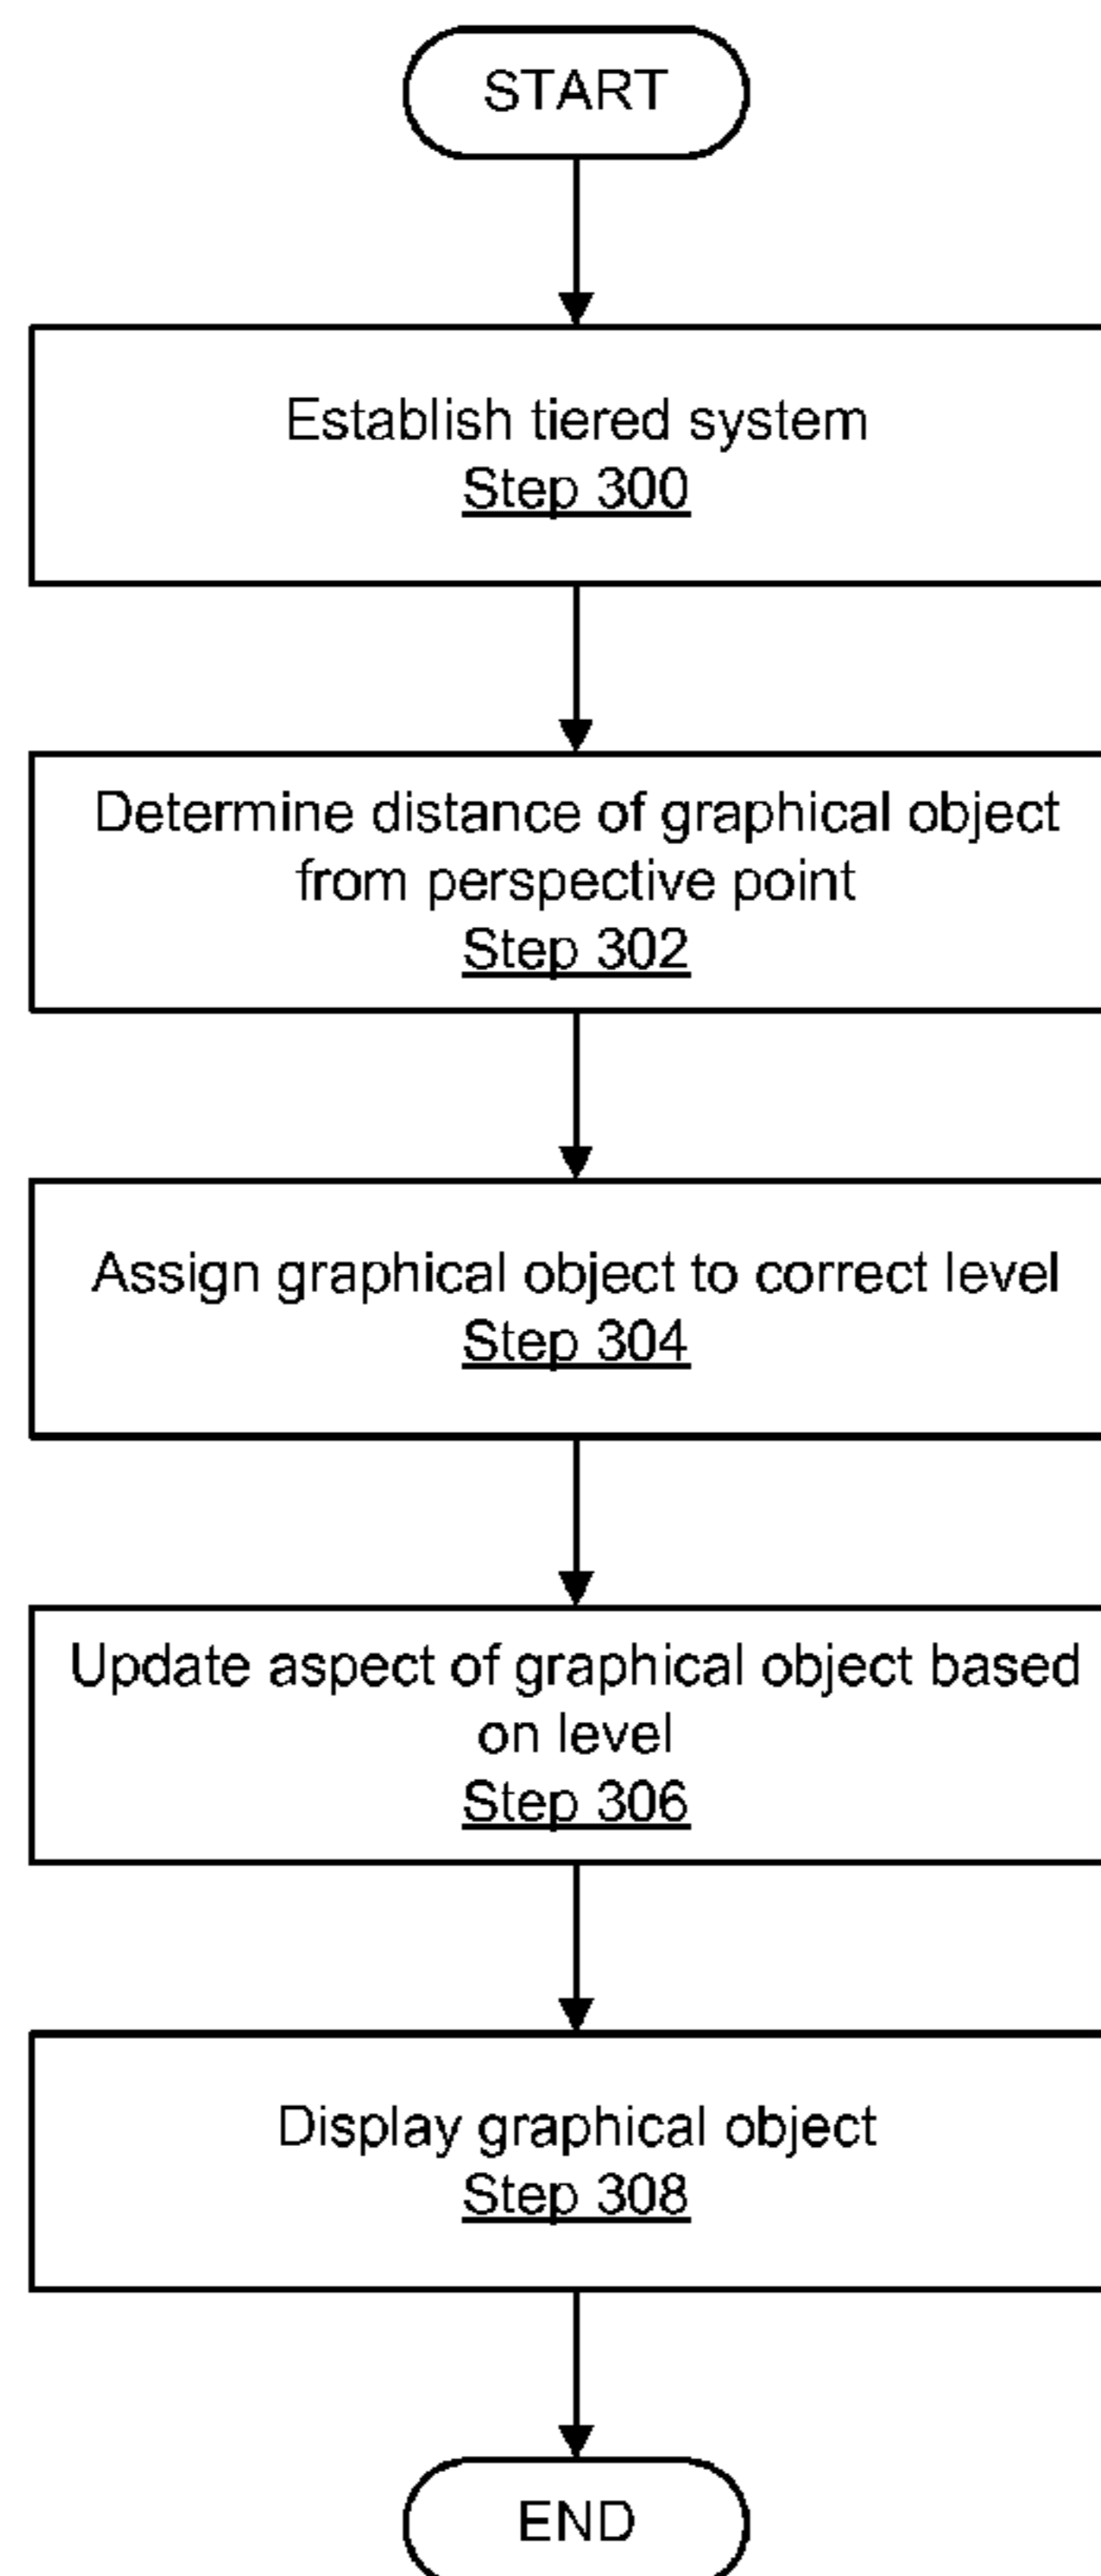 START
Establish tiered system
Step 300
Determine distance of graphical object
from perspective point
Step 302
Assign graphical object to correct level
Step 304
Update aspect of graphical object based
on level
Step 306
Display graphical object
Step 308
END